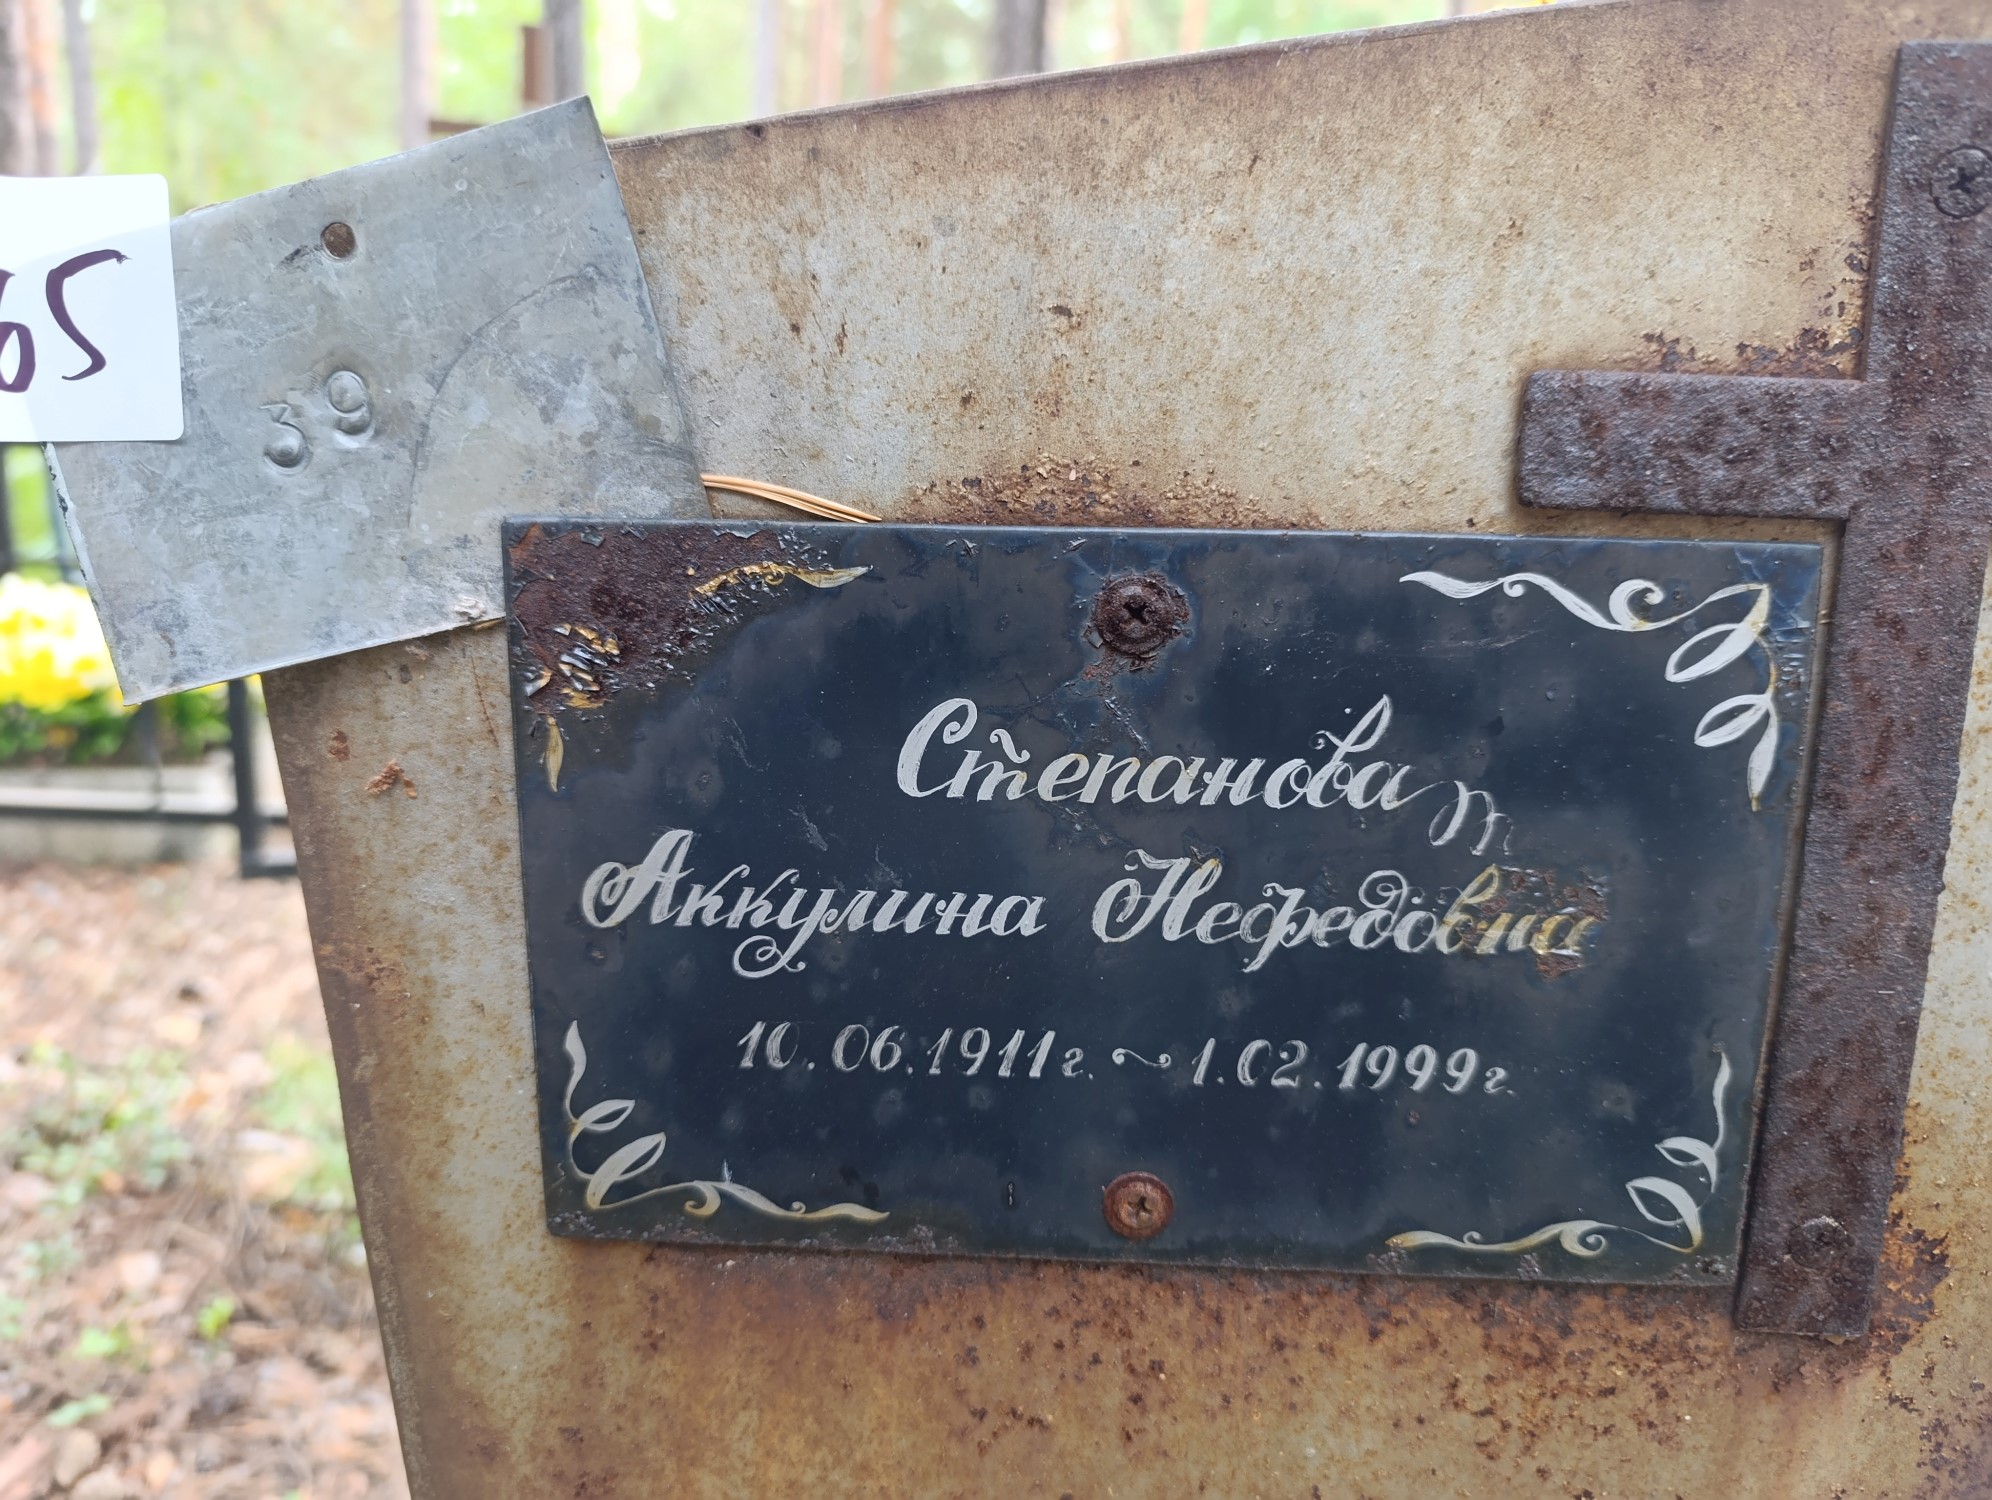 65
39
Степанова
Аккулина Нефедовна
10.06.1911г. ~ 1.02.1999г.